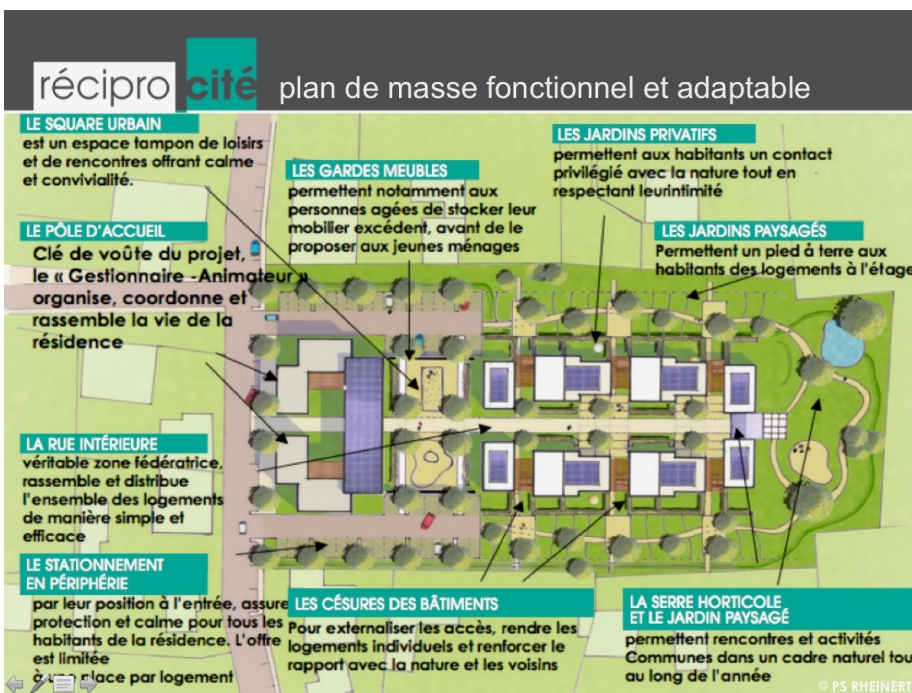 réciprocité plan de masse fonctionnel et adaptable
LE SQUARE URBAIN
est un espace tampon de loisirs
et de rencontres offrant calme
et convivialité.
LE PÔLE D'ACCUEIL
Clé de voûte du projet,
le « Gestionnaire -Animateur »
organise, coordonne et
rassemble la vie de la
résidence
LES GARDES MEUBLES
permettent notamment aux
personnes agées de stocker leur
mobilier excédent, avant de le
proposer aux jeunes ménages
LES JARDINS PRIVATIFS
permettent aux habitants un contact
privilégié avec la nature tout en
respectant leurintimité
LES JARDINS PAYSAGÉS
Permettent un pied à terre aux
habitants des logements à l'étage
LA RUE INTÉRIEURE
véritable zone fédératrice,
rassemble et distribue
l'ensemble des logements
de manière simple et
efficace
LE STATIONNEMENT
EN PÉRIPHÉRIE
par leur position à l'entrée, assure
protection et calme pour tous les
habitants de la résidence. L'offre
est limitée
à une place par logement
LES CÉSURES DES BÂTIMENTS
Pour externaliser les accès, rendre les
logements individuels et renforcer le
rapport avec la nature et les voisins
LA SERRE HORTICOLE
ET LE JARDIN PAYSAGÉ
permettent rencontres et activités
Communes dans un cadre naturel tou
au long de l'année
© PS RHEINERT